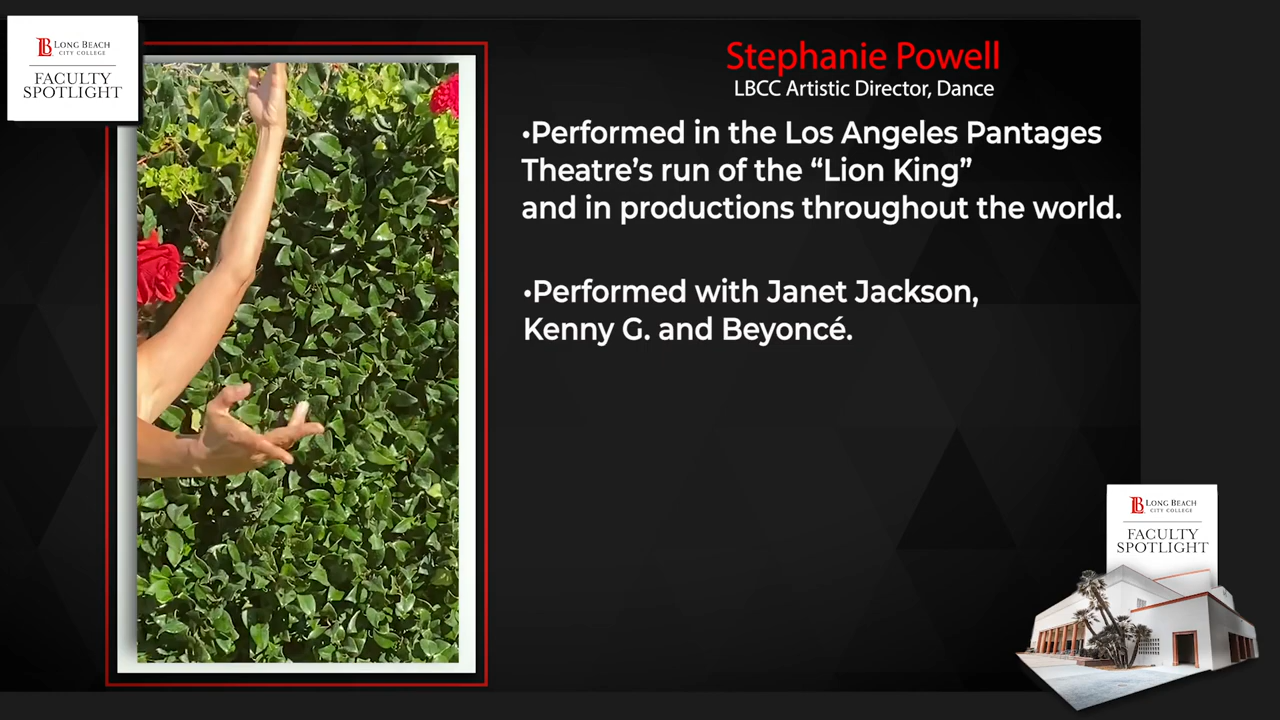 LONG BEACH
CITY COLLEGE
FACULTY
SPOTLIGHT
Stephanie Powell
LBCC Artistic Director, Dance
•Performed in the Los Angeles Pantages
Theatre’s run of the “Lion King”
and in productions throughout the world.
•Performed with Janet Jackson,
Kenny G. and Beyoncé.
LONG BEACH
CITY COLLEGE
FACULTY
SPOTLIGHT